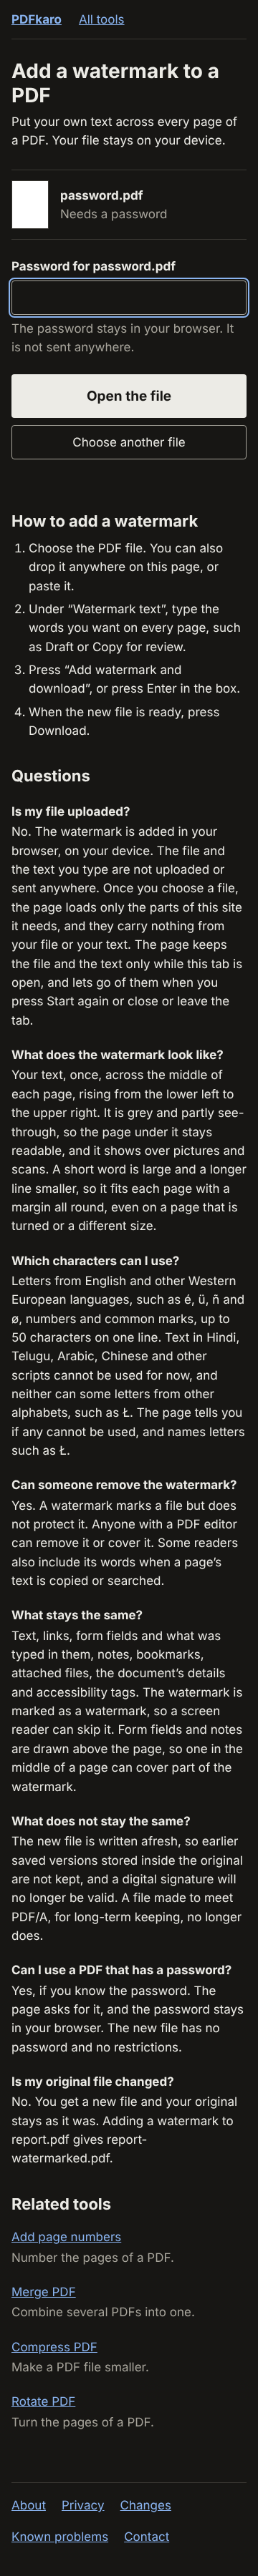 PDFkaro All tools
Add a watermark to a
PDF
Put your own text across every page of
a PDF. Your file stays on your device.
password.pdf
Needs a password
Password for password.pdf
The password stays in your browser. It
is not sent anywhere.
Open the file
Choose another file
How to add a watermark
1. Choose the PDF file. You can also
drop it anywhere on this page, or
paste it.
2. Under “Watermark text”, type the
words you want on every page, such
as Draft or Copy for review.
3. Press “Add watermark and
download”, or press Enter in the box.
4. When the new file is ready, press
Download.
Questions
Is my file uploaded?
No. The watermark is added in your
browser, on your device. The file and
the text you type are not uploaded or
sent anywhere. Once you choose a file,
the page loads only the parts of this site
it needs, and they carry nothing from
your file or your text. The page keeps
the file and the text only while this tab is
open, and lets go of them when you
press Start again or close or leave the
tab.
What does the watermark look like?
Your text, once, across the middle of
each page, rising from the lower left to
the upper right. It is grey and partly see-
through, so the page under it stays
readable, and it shows over pictures and
scans. A short word is large and a longer
line smaller, so it fits each page with a
margin all round, even on a page that is
turned or a different size.
Which characters can I use?
Letters from English and other Western
European languages, such as é, ü, ñ and
ø, numbers and common marks, up to
50 characters on one line. Text in Hindi,
Telugu, Arabic, Chinese and other
scripts cannot be used for now, and
neither can some letters from other
alphabets, such as Ł. The page tells you
if any cannot be used, and names letters
such as Ł.
Can someone remove the watermark?
Yes. A watermark marks a file but does
not protect it. Anyone with a PDF editor
can remove it or cover it. Some readers
also include its words when a page’s
text is copied or searched.
What stays the same?
Text, links, form fields and what was
typed in them, notes, bookmarks,
attached files, the document’s details
and accessibility tags. The watermark is
marked as a watermark, so a screen
reader can skip it. Form fields and notes
are drawn above the page, so one in the
middle of a page can cover part of the
watermark.
What does not stay the same?
The new file is written afresh, so earlier
saved versions stored inside the original
are not kept, and a digital signature will
no longer be valid. A file made to meet
PDF/A, for long-term keeping, no longer
does.
Can I use a PDF that has a password?
Yes, if you know the password. The
page asks for it, and the password stays
in your browser. The new file has no
password and no restrictions.
Is my original file changed?
No. You get a new file and your original
stays as it was. Adding a watermark to
report.pdf gives report-
watermarked.pdf.
Related tools
Add page numbers
Number the pages of a PDF.
Merge PDF
Combine several PDFs into one.
Compress PDF
Make a PDF file smaller.
Rotate PDF
Turn the pages of a PDF.
About Privacy Changes
Known problems Contact